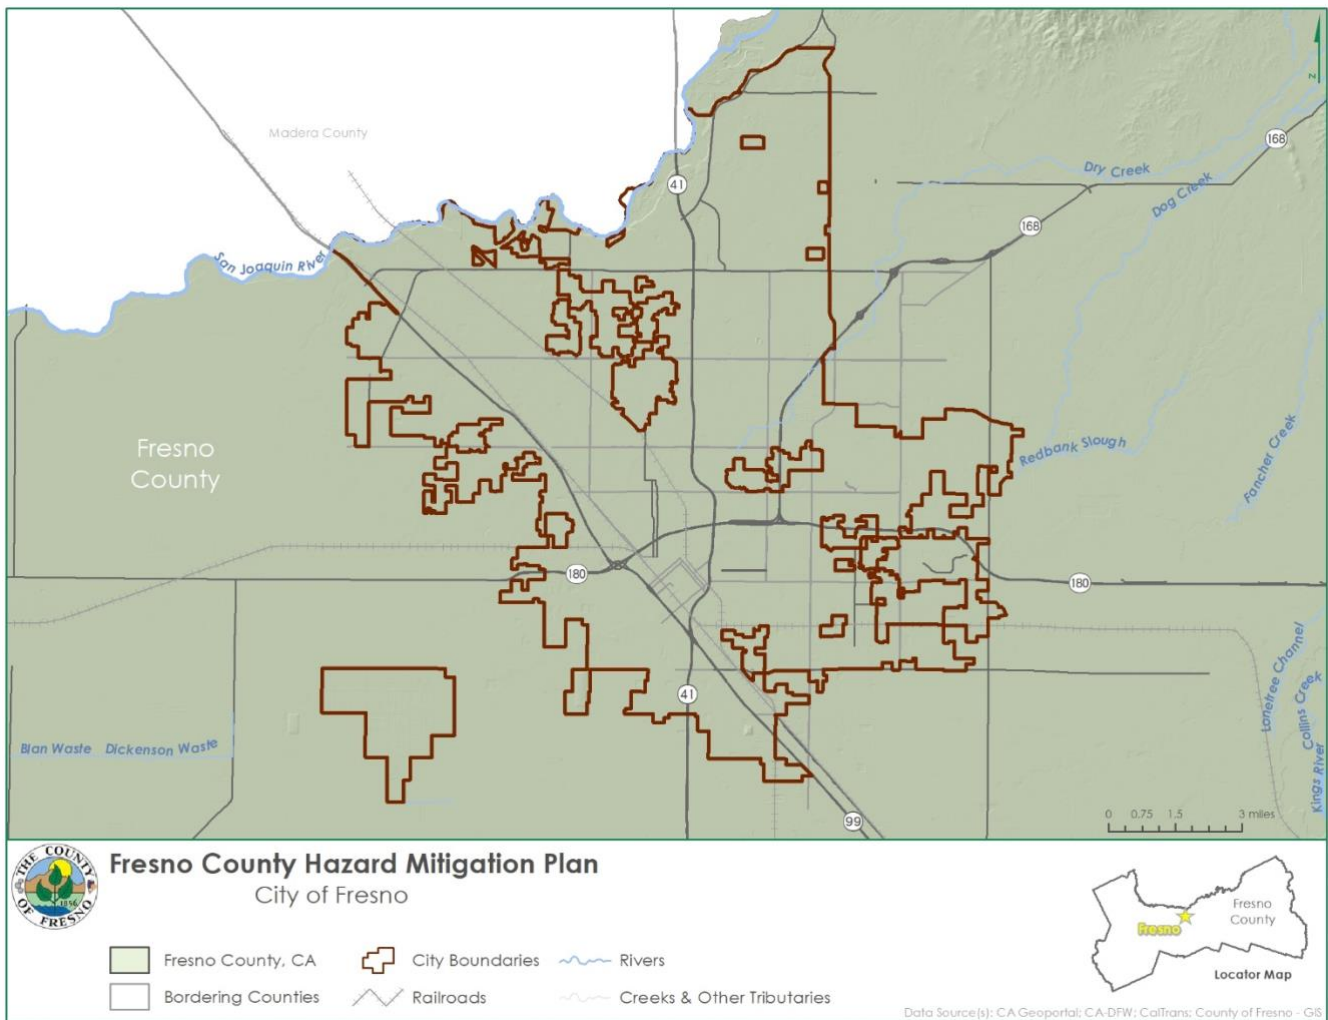 Madera County
41
168
Dry Creek
Dog Creek
168
San Joaquin River
Fresno
County
Redbank Slough
Fancher Creek
180
180
41
Lonetree Channel
Collins Creek
Kings River
Blan Waste Dickenson Waste
99
0 0.75 1.5 3 miles
N
THE COUNTY OF FRESNO
1856
Fresno County Hazard Mitigation Plan
City of Fresno
Fresno County, CA
City Boundaries
Rivers
Bordering Counties
Railroads
Creeks & Other Tributaries
Fresno
County
Fresno
Locator Map
Data Source(s): CA Geoportal; CA-DFW; CalTrans; County of Fresno - GIS